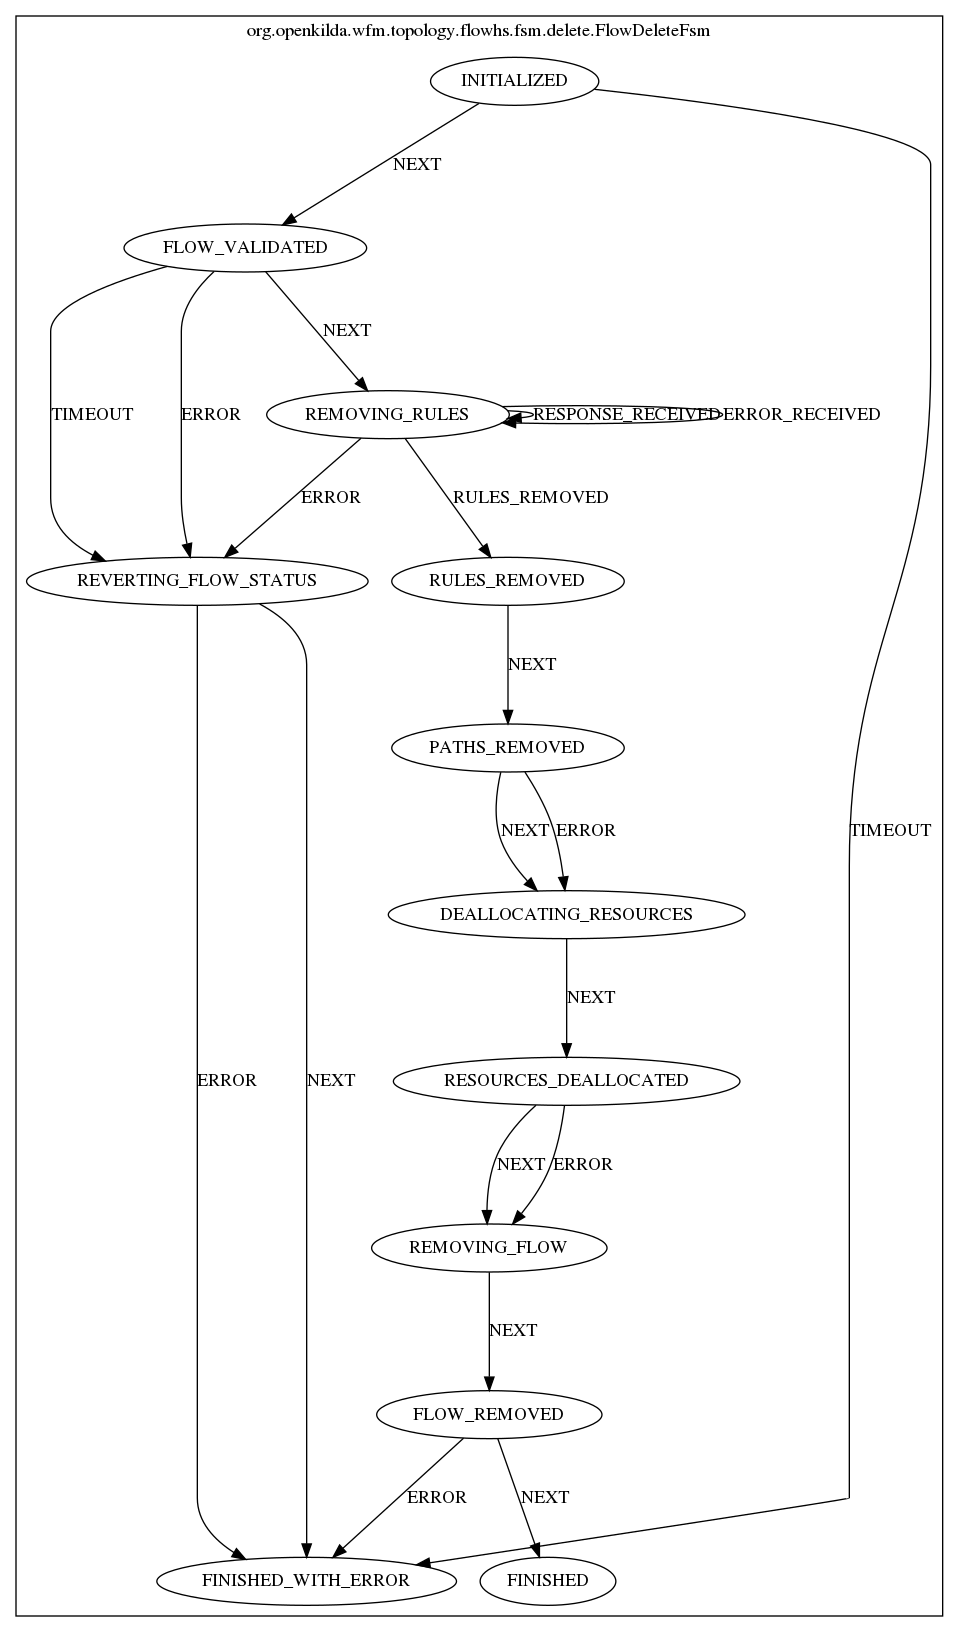 org.openkilda.wfm.topology.flowhs.fsm.delete.FlowDeleteFsm
INITIALIZED
NEXT
FLOW_VALIDATED
NEXT
TIMEOUT
ERROR
REMOVING_RULES
RESPONSE_RECEIVED
ERROR_RECEIVED
ERROR
RULES_REMOVED
REVERTING_FLOW_STATUS
RULES_REMOVED
NEXT
PATHS_REMOVED
NEXT
ERROR
TIMEOUT
DEALLOCATING_RESOURCES
NEXT
RESOURCES_DEALLOCATED
ERROR
NEXT
NEXT
ERROR
REMOVING_FLOW
NEXT
FLOW_REMOVED
ERROR
NEXT
FINISHED_WITH_ERROR
FINISHED